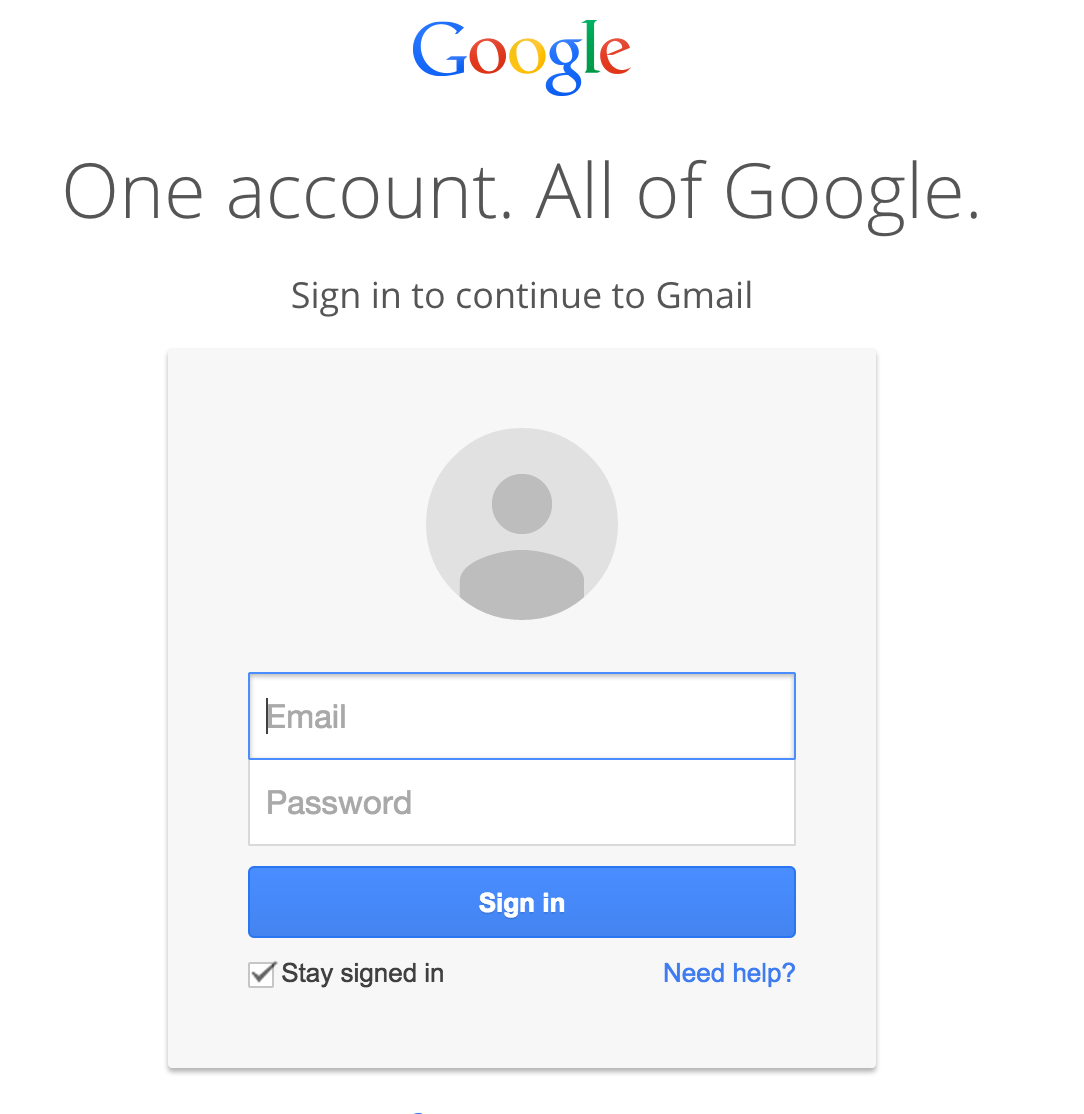 Google
One account. All of Google.
Sign in to continue to Gmail
Email
Password
Sign in
Stay signed in
Need help?